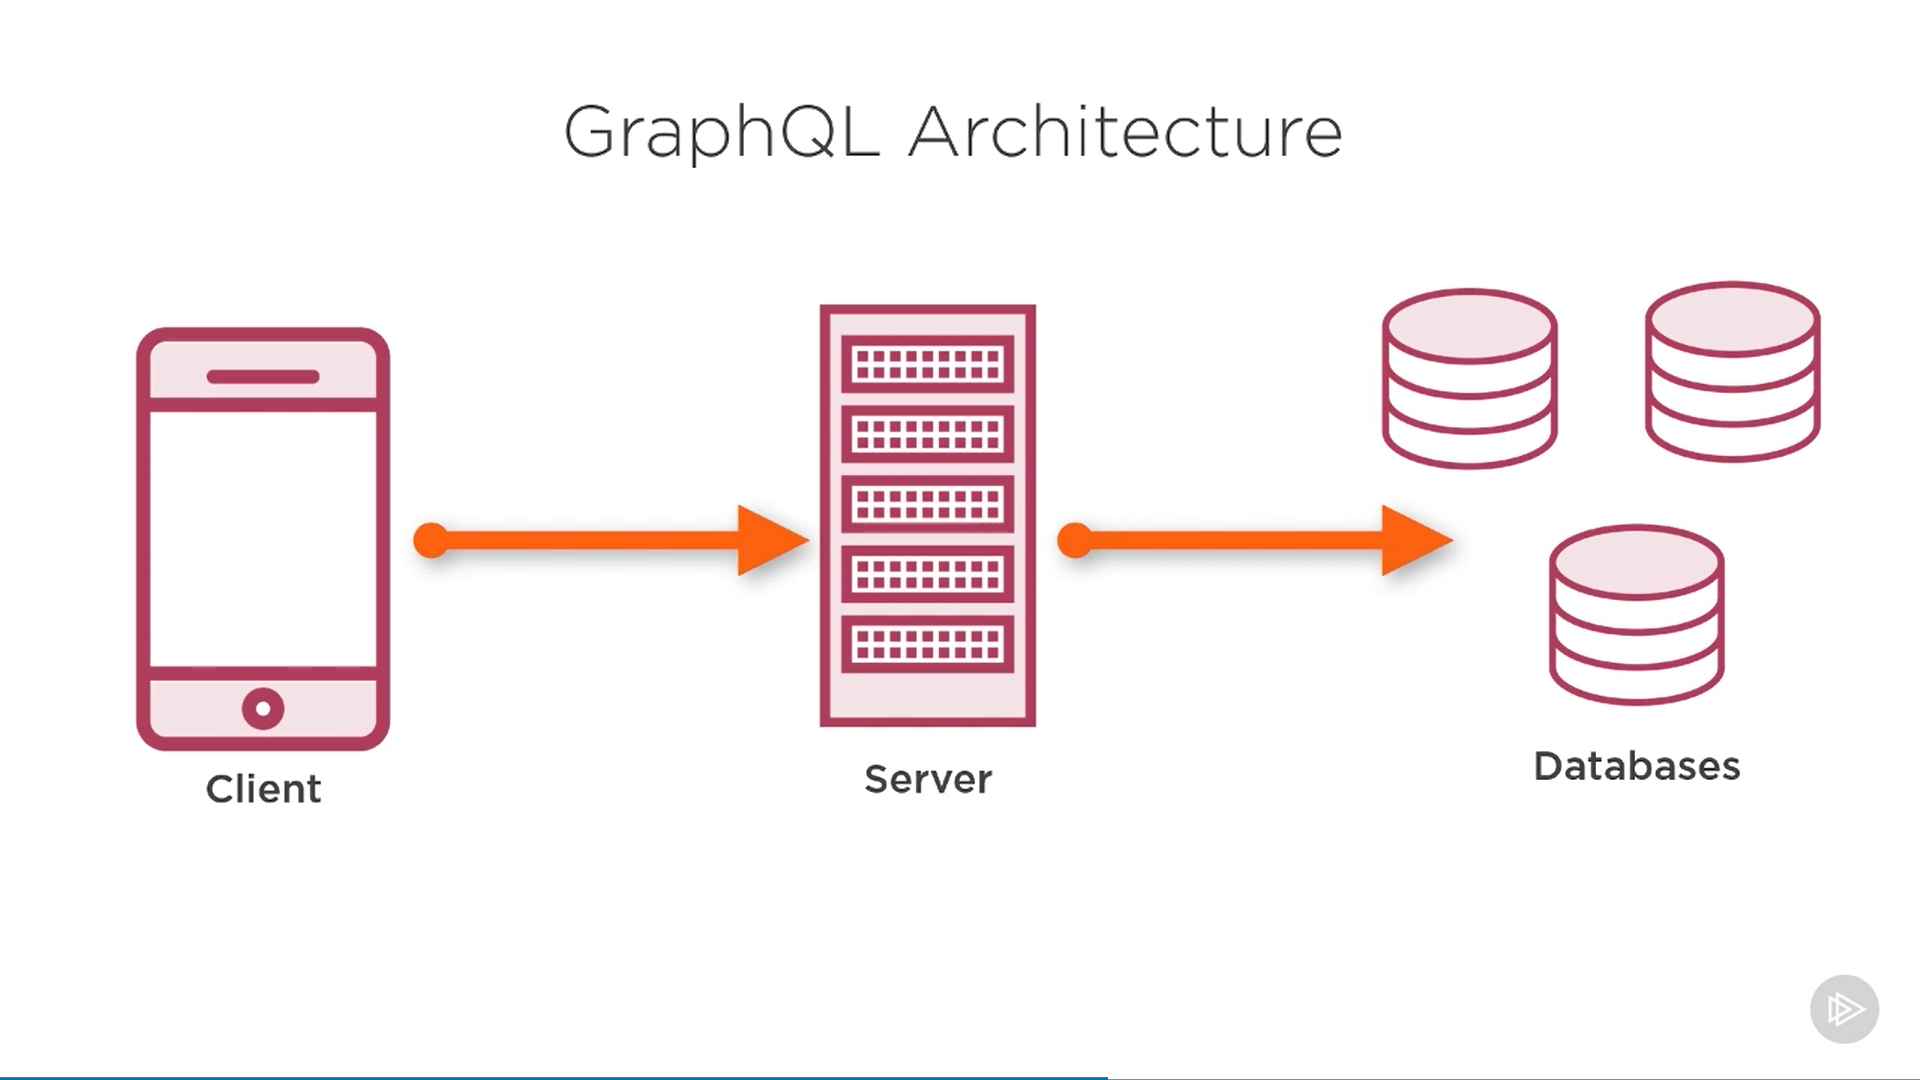 GraphQL Architecture
Client
Server
Databases